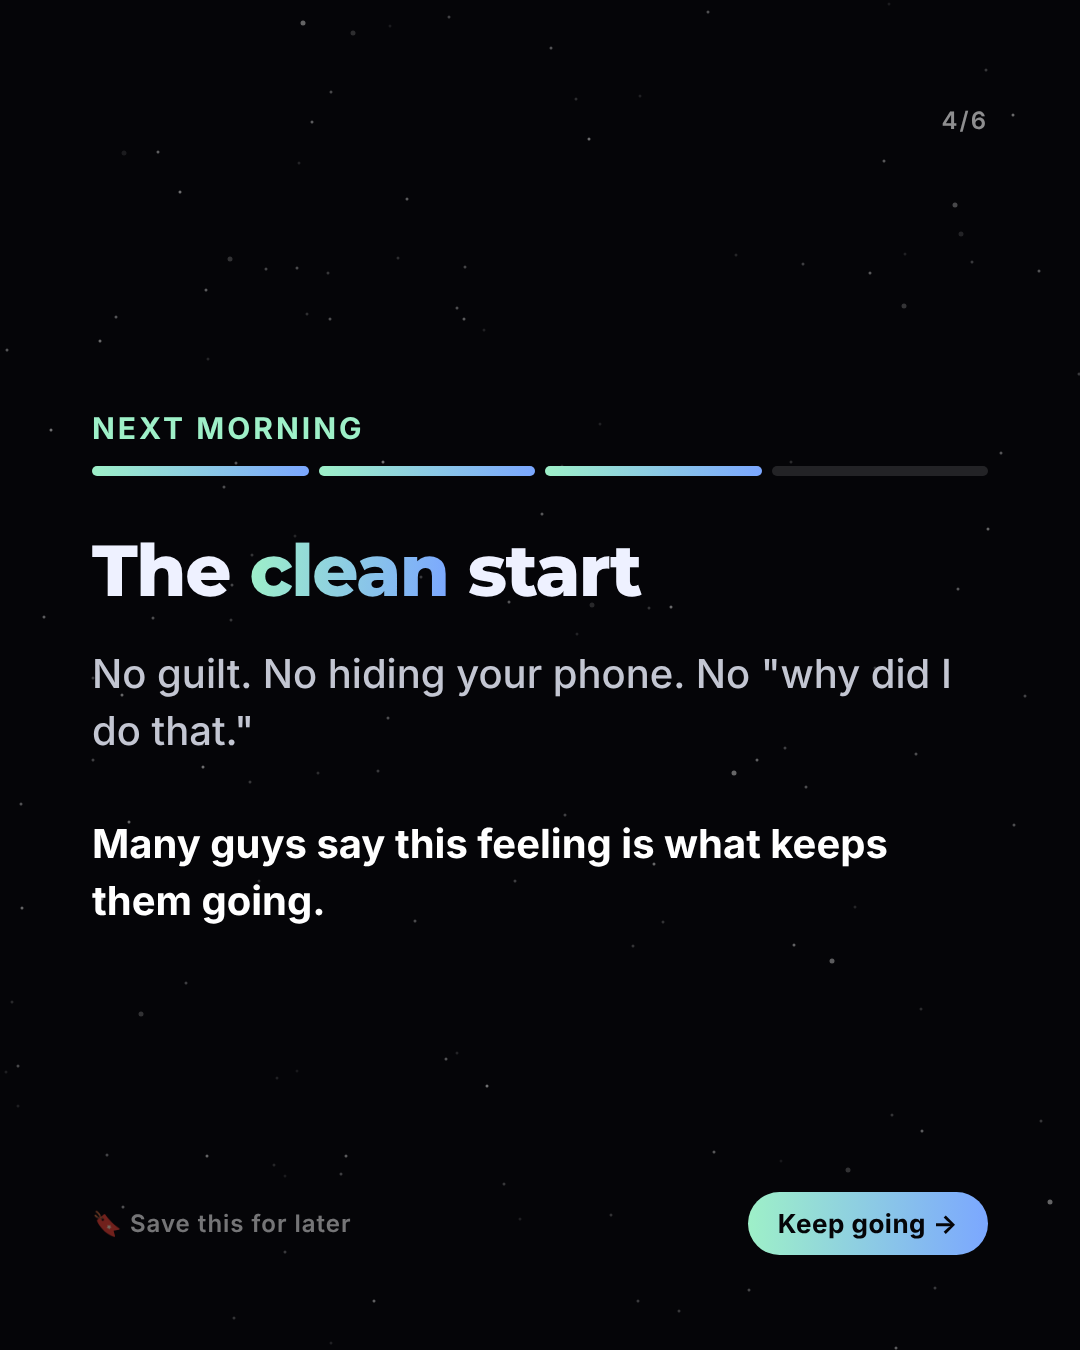 4/6
NEXT MORNING
The clean start
No guilt. No hiding your phone. No "why did I
do that."
Many guys say this feeling is what keeps
them going.
🔖 Save this for later
Keep going →